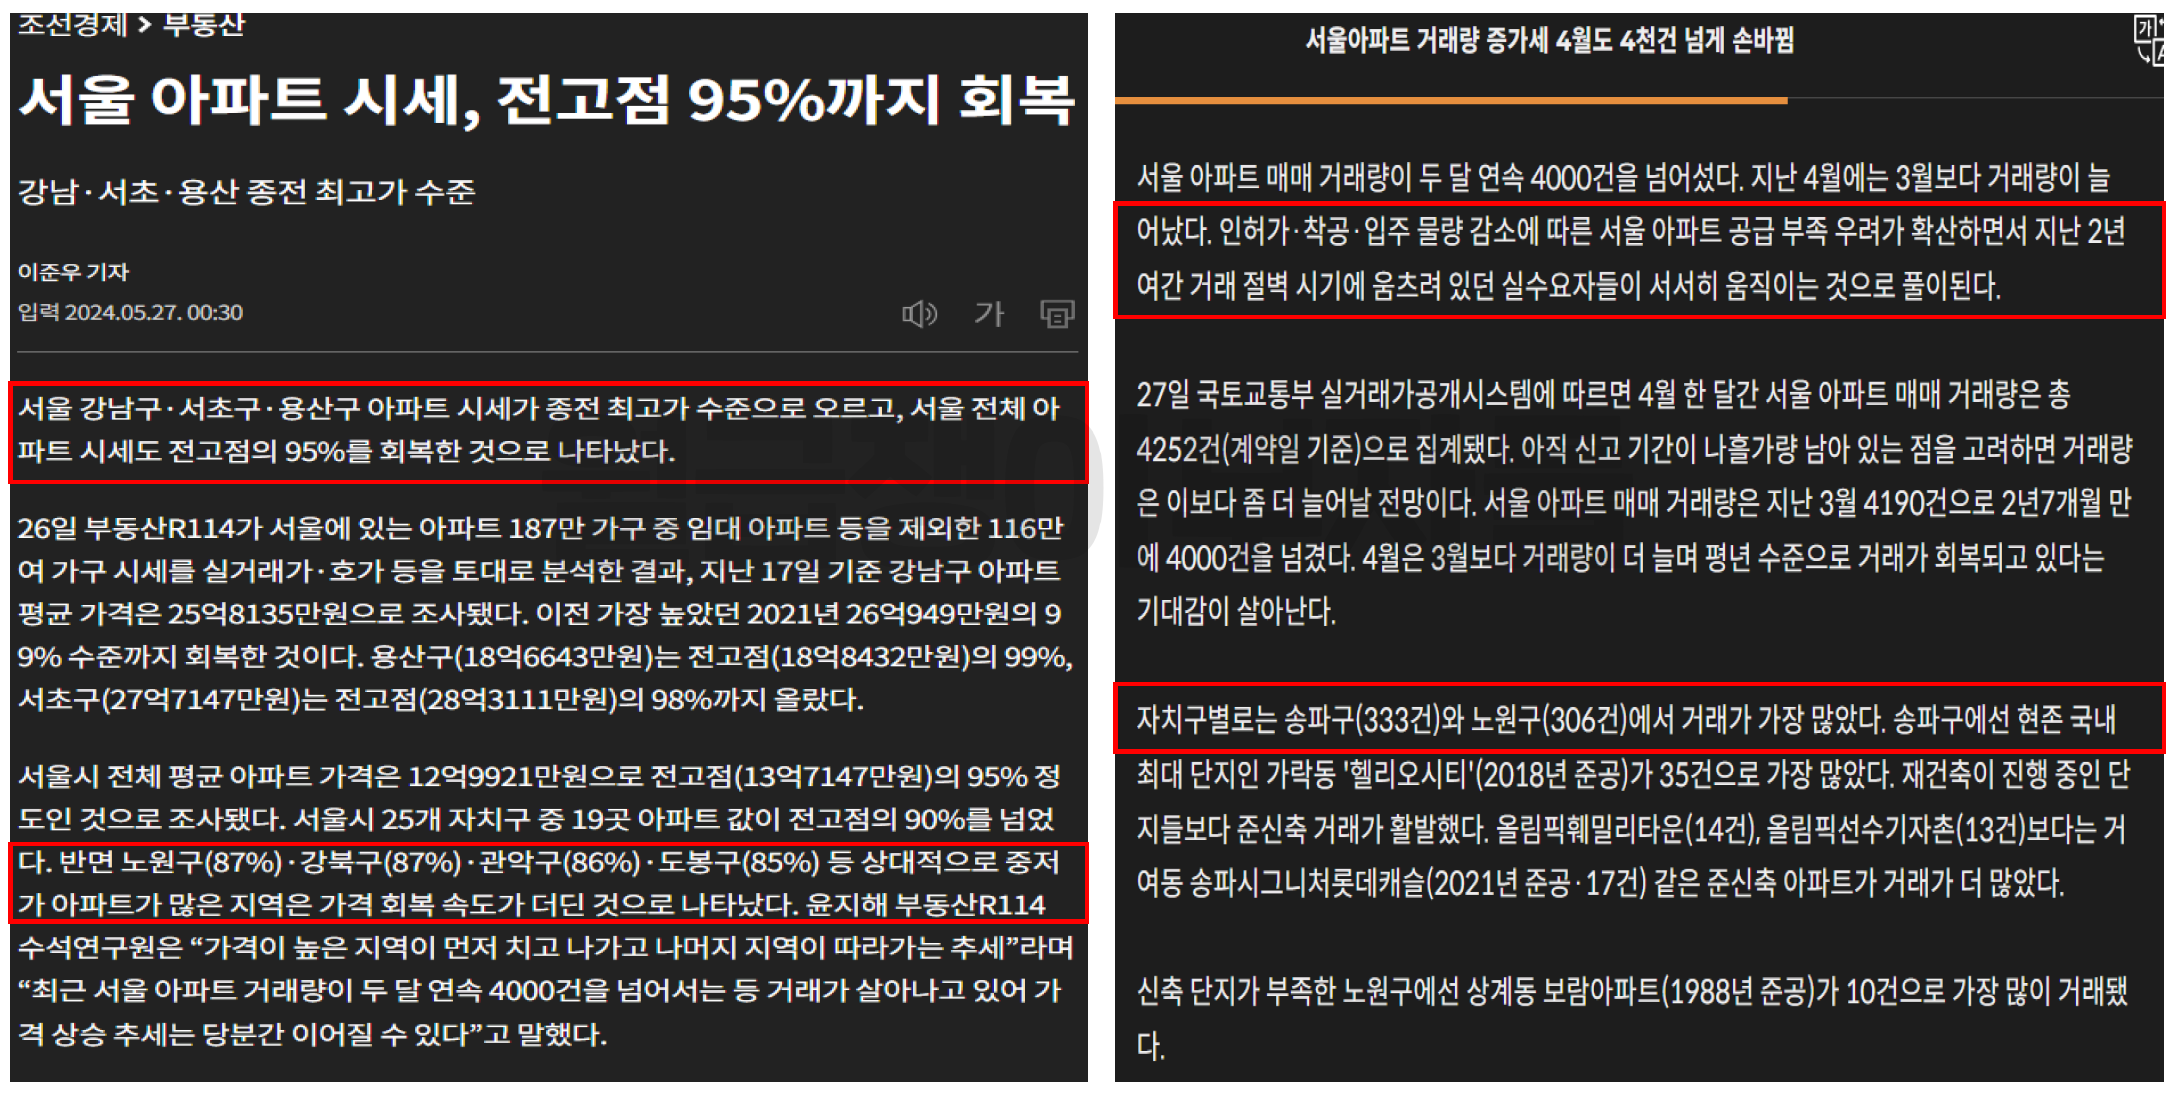 조선경제 > 부동산
서울 아파트 시세, 전고점 95%까지 회복
강남·서초·용산 종전 최고가 수준
이준우 기자
입력 2024.05.27. 00:30
가
서울 강남구·서초구·용산구 아파트 시세가 종전 최고가 수준으로 오르고, 서울 전체 아
파트 시세도 전고점의 95%를 회복한 것으로 나타났다.
26일 부동산R114가 서울에 있는 아파트 187만 가구 중 임대 아파트 등을 제외한 116만
여 가구 시세를 실거래가·호가 등을 토대로 분석한 결과, 지난 17일 기준 강남구 아파트
평균 가격은 25억8135만원으로 조사됐다. 이전 가장 높았던 2021년 26억949만원의 9
9% 수준까지 회복한 것이다. 용산구(18억6643만원)는 전고점(18억8432만원)의 99%,
서초구(27억7147만원)는 전고점(28억3111만원)의 98%까지 올랐다.
서울시 전체 평균 아파트 가격은 12억9921만원으로 전고점(13억7147만원)의 95% 정
도인 것으로 조사됐다. 서울시 25개 자치구 중 19곳 아파트 값이 전고점의 90%를 넘었
다. 반면 노원구(87%)·강북구(87%)·관악구(86%)·도봉구(85%) 등 상대적으로 중저
가 아파트가 많은 지역은 가격 회복 속도가 더딘 것으로 나타났다. 윤지해 부동산R114
수석연구원은 “가격이 높은 지역이 먼저 치고 나가고 나머지 지역이 따라가는 추세”라며
“최근 서울 아파트 거래량이 두 달 연속 4000건을 넘어서는 등 거래가 살아나고 있어 가
격 상승 추세는 당분간 이어질 수 있다”고 말했다.
서울아파트 거래량 증가세 4월도 4천건 넘게 손바뀜
가
서울 아파트 매매 거래량이 두 달 연속 4000건을 넘어섰다. 지난 4월에는 3월보다 거래량이 늘
어났다. 인허가·착공·입주 물량 감소에 따른 서울 아파트 공급 부족 우려가 확산하면서 지난 2년
여간 거래 절벽 시기에 움츠려 있던 실수요자들이 서서히 움직이는 것으로 풀이된다.
27일 국토교통부 실거래가공개시스템에 따르면 4월 한 달간 서울 아파트 매매 거래량은 총
4252건(계약일 기준)으로 집계됐다. 아직 신고 기간이 나흘가량 남아 있는 점을 고려하면 거래량
은 이보다 좀 더 늘어날 전망이다. 서울 아파트 매매 거래량은 지난 3월 4190건으로 2년7개월 만
에 4000건을 넘겼다. 4월은 3월보다 거래량이 더 늘며 평년 수준으로 거래가 회복되고 있다는
기대감이 살아난다.
자치구별로는 송파구(333건)와 노원구(306건)에서 거래가 가장 많았다. 송파구에선 현존 국내
최대 단지인 가락동 '헬리오시티'(2018년 준공)가 35건으로 가장 많았다. 재건축이 진행 중인 단
지들보다 준신축 거래가 활발했다. 올림픽훼밀리타운(14건), 올림픽선수기자촌(13건)보다는 거
여동 송파시그니처롯데캐슬(2021년 준공·17건) 같은 준신축 아파트가 거래가 더 많았다.
신축 단지가 부족한 노원구에선 상계동 보람아파트(1988년 준공)가 10건으로 가장 많이 거래됐
다.